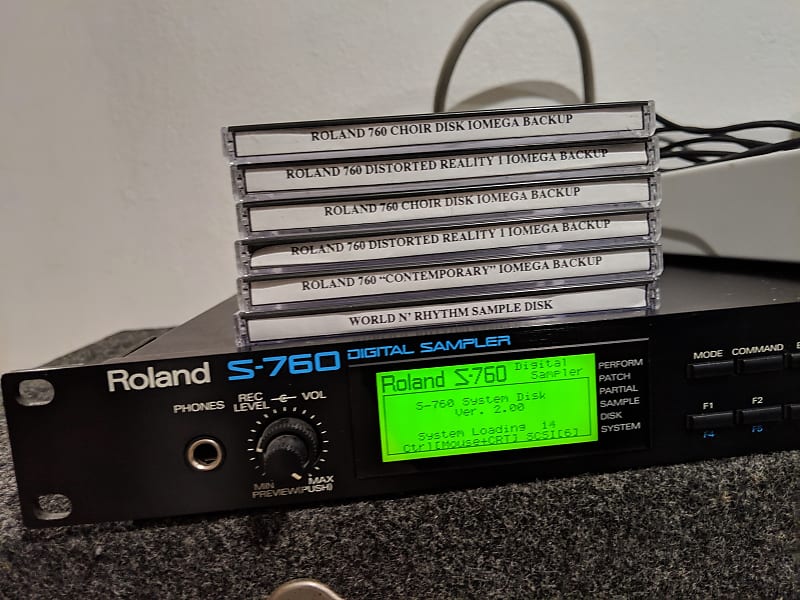 ROLAND 760 CHOIR DISK IOMEGA BACKUP
ROLAND 760 DISTORTED REALITY 1 IOMEGA BACKUP
ROLAND 760 CHOIR DISK IOMEGA BACKUP
ROLAND 760 DISTORTED REALITY 1 IOMEGA BACKUP
ROLAND 760 “CONTEMPORARY” IOMEGA BACKUP
WORLD N’ RHYTHM SAMPLE DISK
Roland S-760 DIGITAL SAMPLER
PHONES
REC LEVEL
VOL
MIN
MAX
PREVIEW(PUSH)
Roland S-760 Digital Sampler
S-760 System Disk
Ver. 2.00
System Loading 14
Ctrl[Mouse+CRT] SCSI[6]
PERFORM
PATCH
PARTIAL
SAMPLE
DISK
SYSTEM
MODE
COMMAND
F1
F2
F4
F5